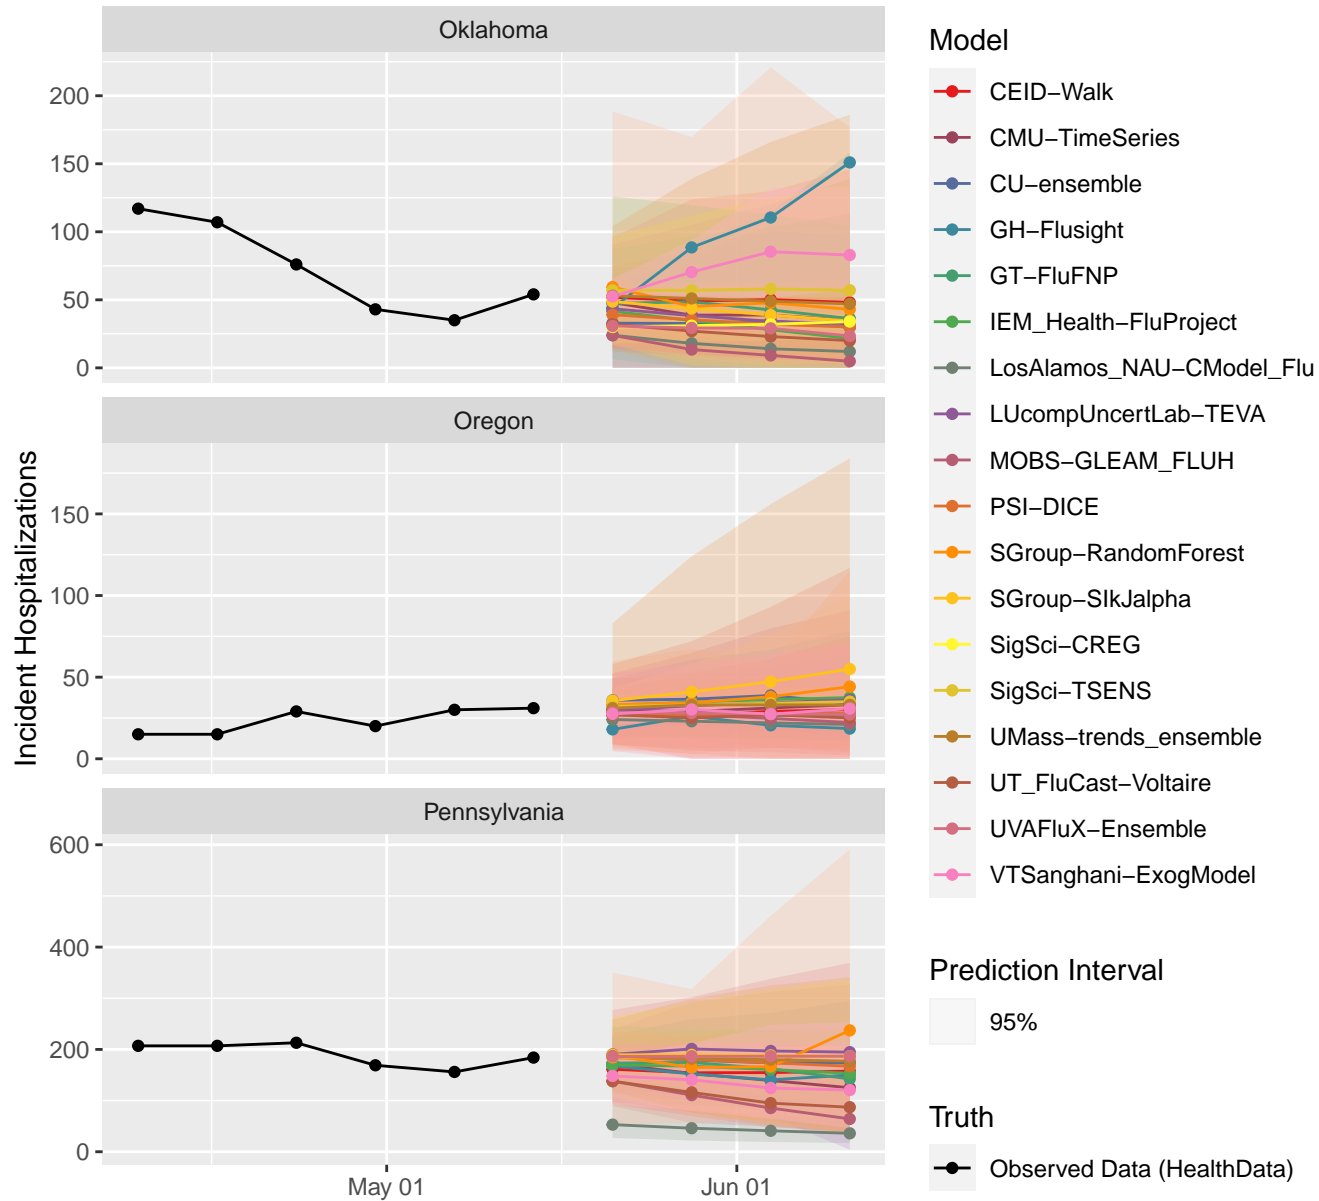 Oklahoma
200
150
100
50
0
Oregon
150
100
50
0
Pennsylvania
600
400
200
0
May 01
Jun 01
Incident Hospitalizations
Model
CEID−Walk
CMU−TimeSeries
CU−ensemble
GH−Flusight
GT−FluFNP
IEM_Health−FluProject
LosAlamos_NAU−CModel_Flu
LUcompUncertLab−TEVA
MOBS−GLEAM_FLUH
PSI−DICE
SGroup−RandomForest
SGroup−SIkJalpha
SigSci−CREG
SigSci−TSENS
UMass−trends_ensemble
UT_FluCast−Voltaire
UVAFluX−Ensemble
VTSanghani−ExogModel
Prediction Interval
95%
Truth
Observed Data (HealthData)